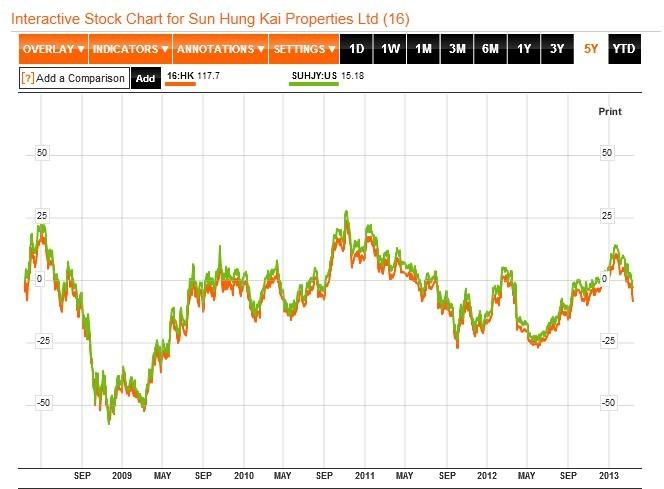 Interactive Stock Chart for Sun Hung Kai Properties Ltd (16)
OVERLAY ▼ INDICATORS ▼ ANNOTATIONS ▼ SETTINGS ▼ 1D 1W 1M 3M 6M 1Y 3Y 5Y YTD
[?] Add a Comparison Add 16:HK 117.7 SUHJY:US 15.18
Print
50 50
25 25
0 0
-25 -25
-50 -50
SEP 2009 MAY SEP 2010 MAY SEP 2011 MAY SEP 2012 MAY SEP 2013